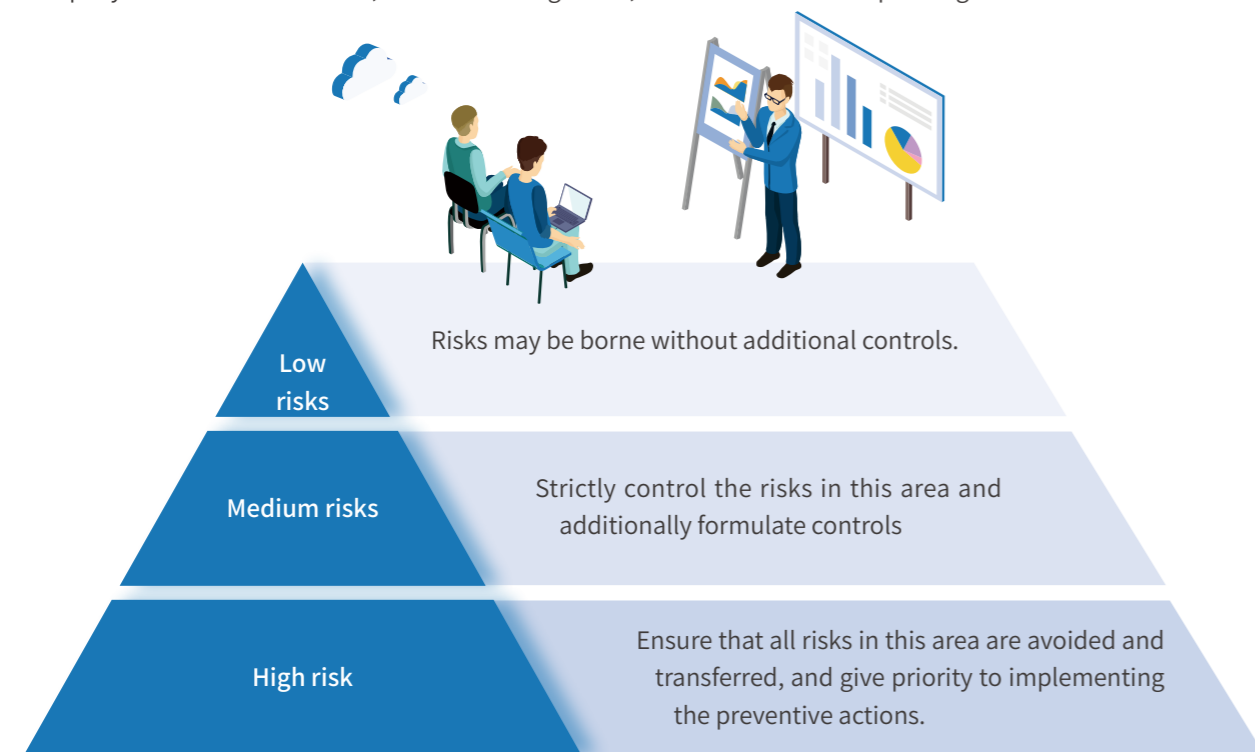 Low
risks
Risks may be borne without additional controls.
Medium risks
Strictly control the risks in this area and
additionally formulate controls
High risk
Ensure that all risks in this area are avoided and
transferred, and give priority to implementing
the preventive actions.